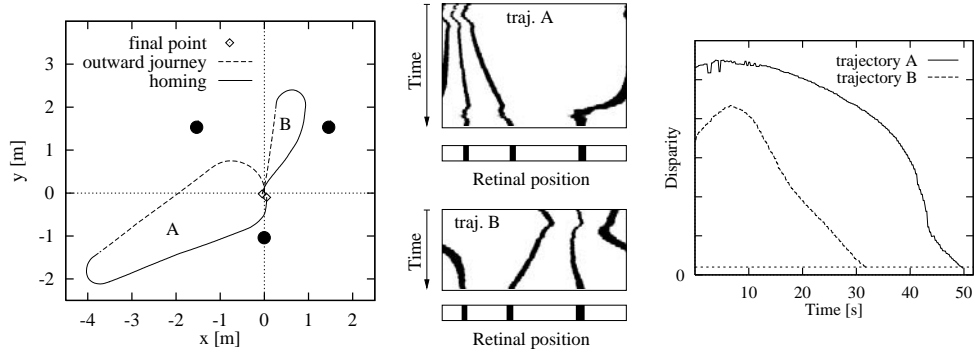 final point
outward journey
homing
y [m]
4
3
2
1
0
-1
-2
B
A
-4
-3
-2
-1
0
1
2
x [m]
traj. A
Time
Retinal position
traj. B
Time
Retinal position
trajectory A
trajectory B
Disparity
0
10
20
30
40
50
Time [s]